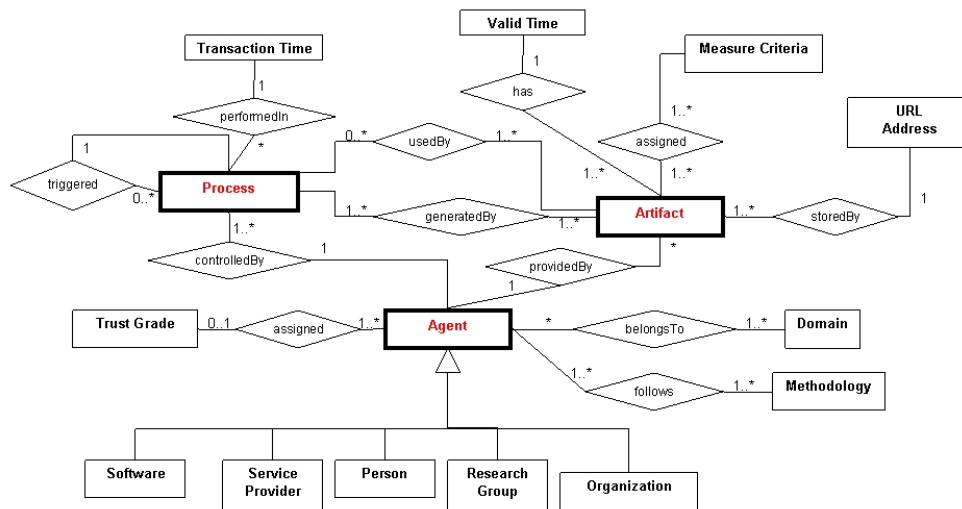 Valid Time
Transaction Time
Measure Criteria
1
1
has
1..*
URL
Address
performedIn
1
*
0..*
usedBy
1..*
assigned
triggered
0..*
Process
1..*
1..*
1
1..*
generatedBy
1..*
Artifact
1..*
storedBy
1..*
controlledBy
1
*
providedBy
1
Trust Grade
0..1
assigned
1..*
Agent
*
belongsTo
1..*
Domain
1..*
follows
1..*
Methodology
Software
Service
Provider
Person
Research
Group
Organization